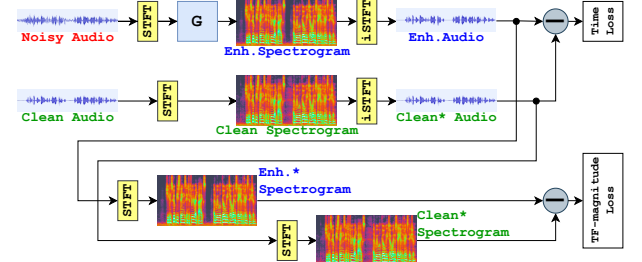 STFT
G
iSTFT
Time
Loss
Noisy Audio
Enh.Spectrogram
Enh.Audio
STFT
iSTFT
Clean Audio
Clean Spectrogram
Clean* Audio
Enh.*
Spectrogram
STFT
TF-magnitude
Loss
Clean*
Spectrogram
STFT